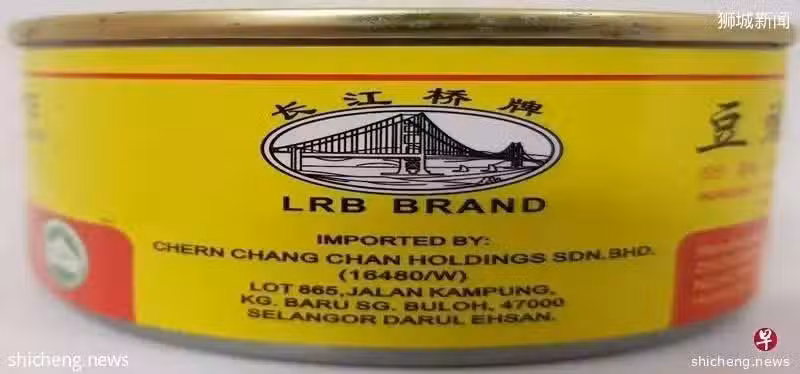 狮城新闻
长江桥牌
LRB BRAND
IMPORTED BY:
CHERN CHANG CHAN HOLDINGS SDN.BHD.
(16480/W)
LOT 865,JALAN KAMPUNG,
KG. BARU SG. BULOH, 47000
SELANGOR DARUL EHSAN.
豆
早
shicheng.news
shicheng.news